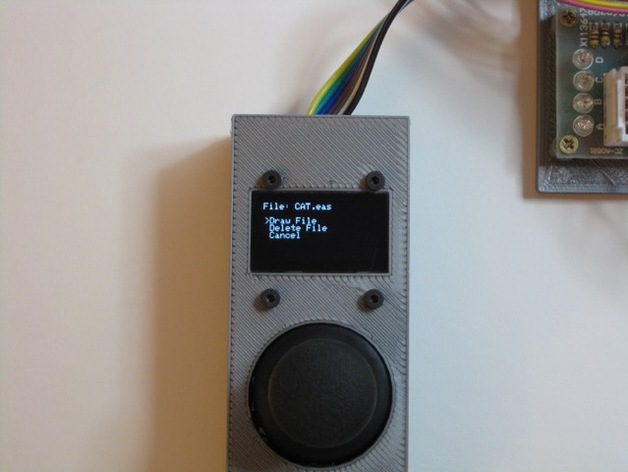 File: CAT.eas
>Draw File
Delete File
Cancel
D
C
B
A